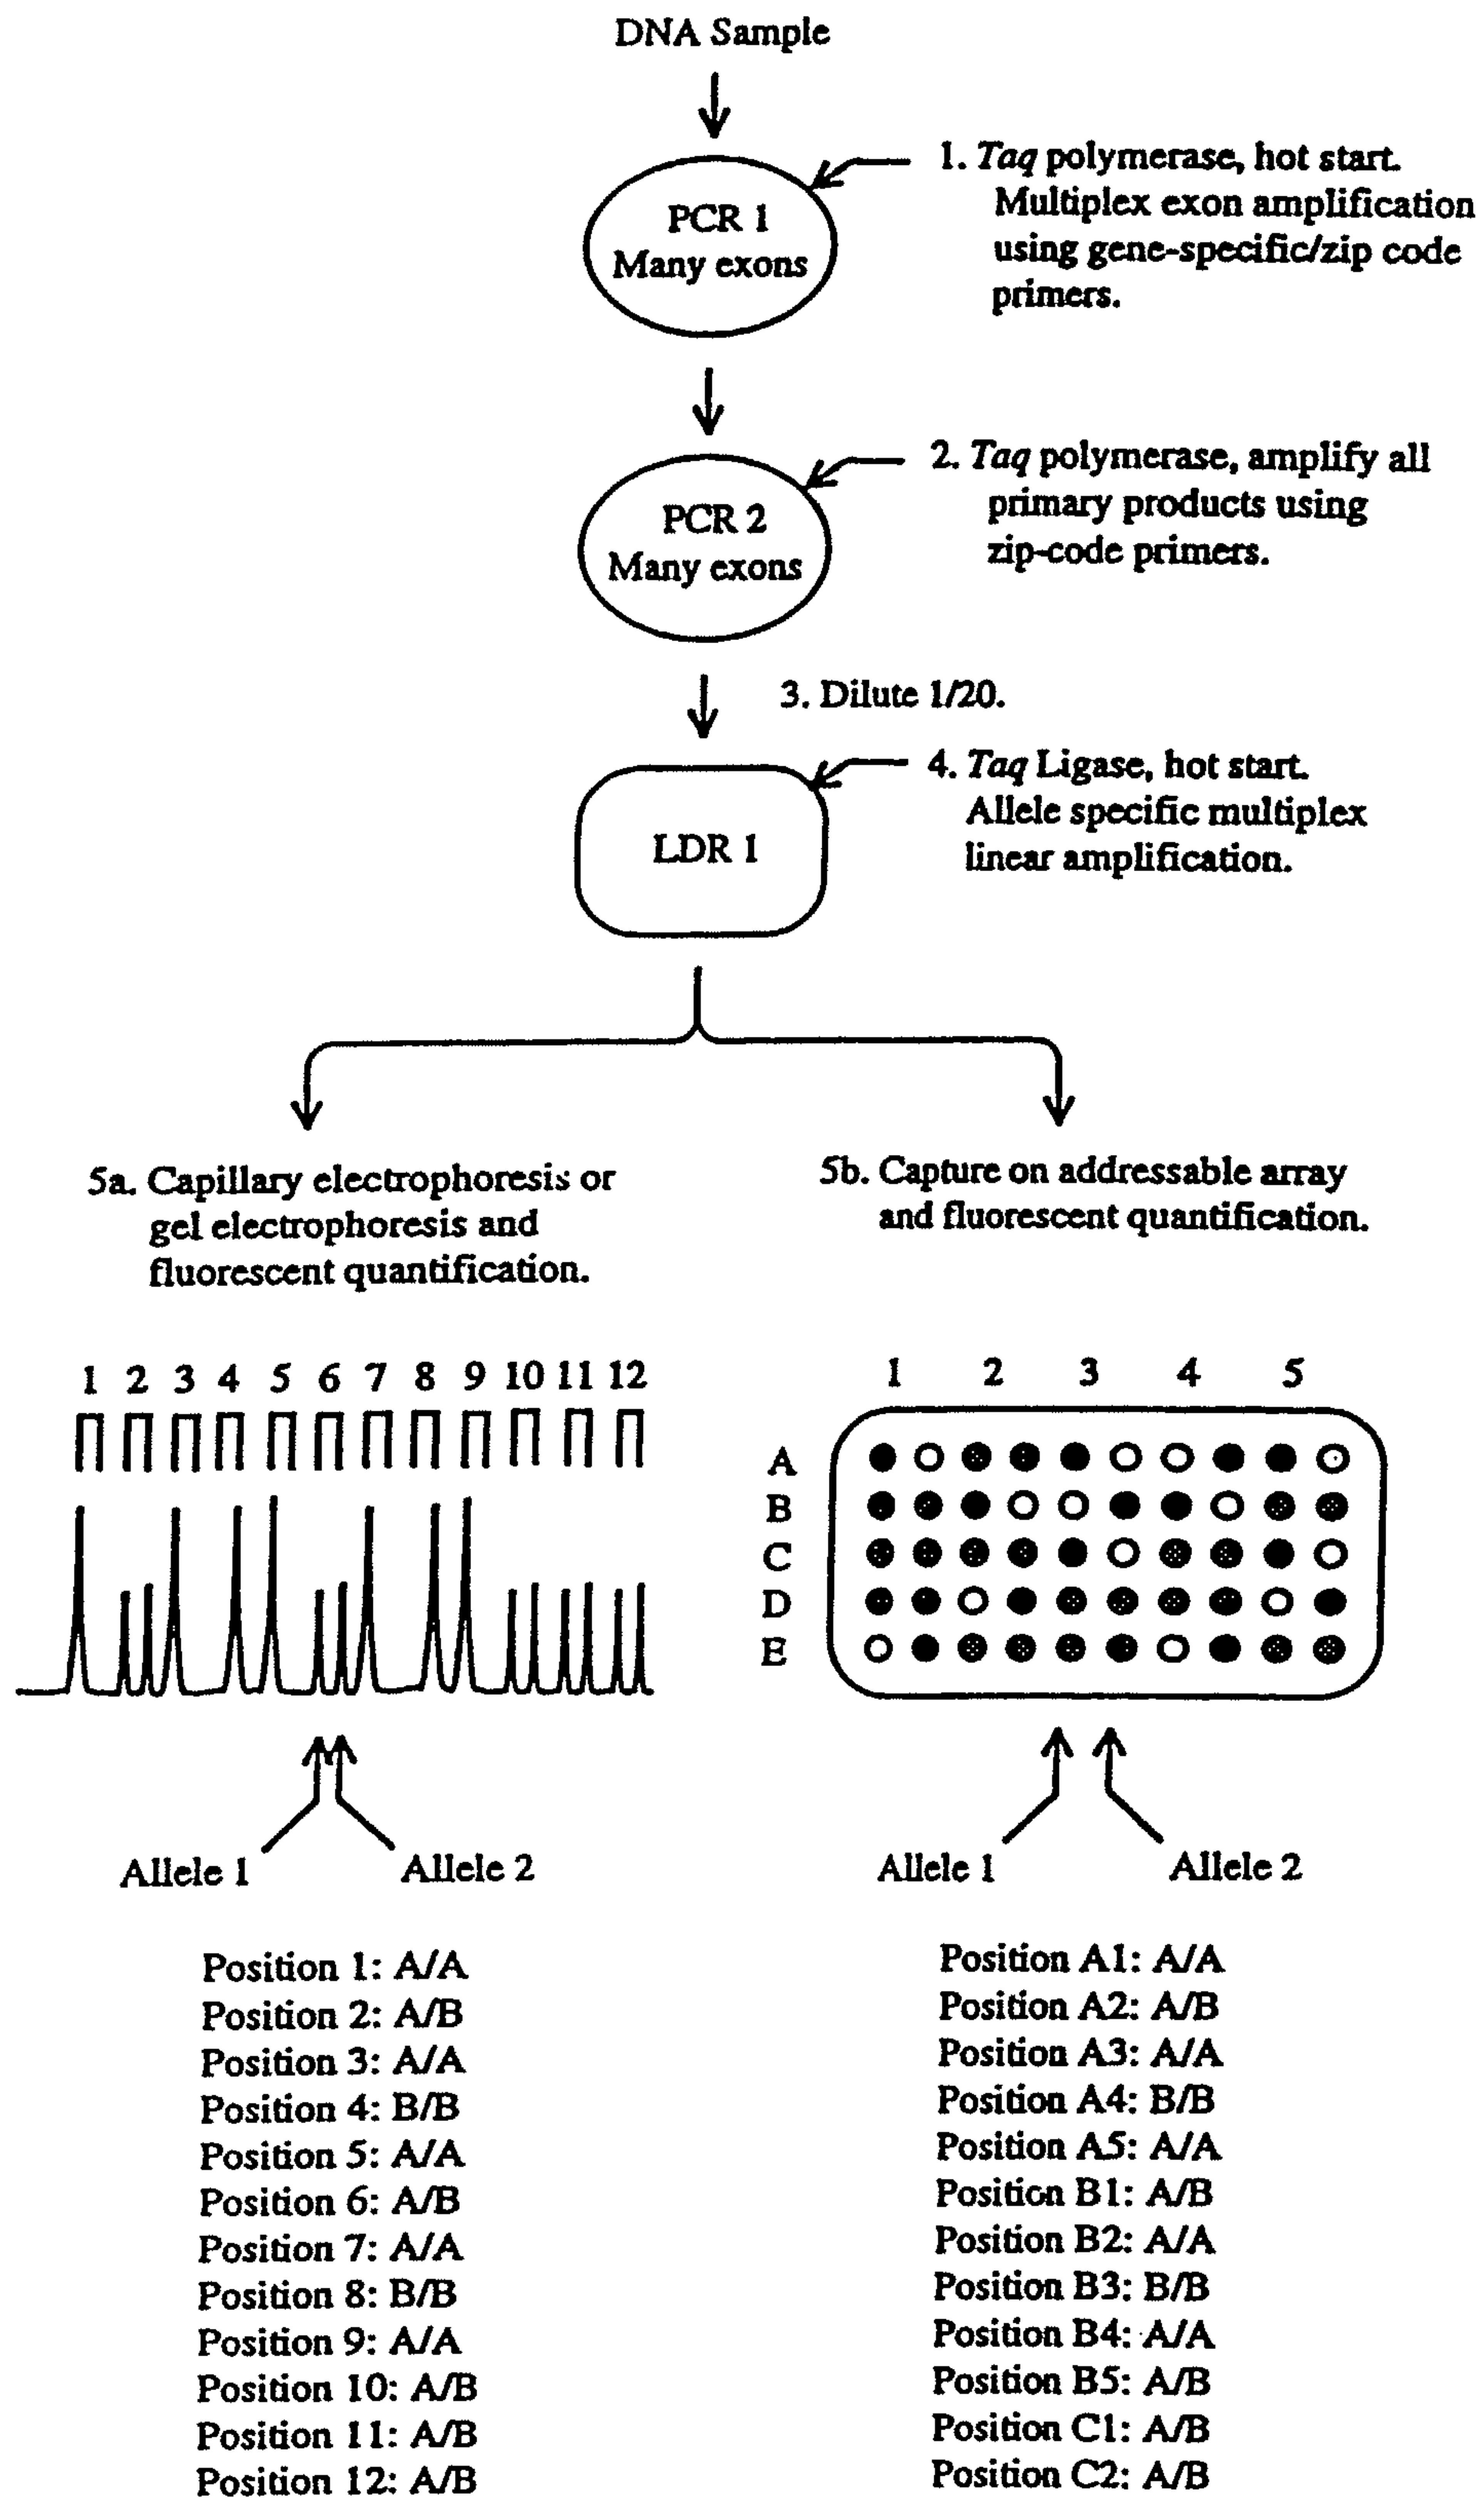 DNA Sample
PCR 1
Many exons
1. Taq polymerase, hot start.
Multiplex exon amplification
using gene-specific/zip code
primers.
PCR 2
Many exons
2. Taq polymerase, amplify all
primary products using
zip-code primers.
3. Dilute 1/20.
LDR 1
4. Taq Ligase, hot start.
Allele specific multiplex
linear amplification.
5a. Capillary electrophoresis or
gel electrophoresis and
fluorescent quantification.
5b. Capture on addressable array
and fluorescent quantification.
1 2 3 4 5 6 7 8 9 10 11 12
1 2 3 4 5
A
B
C
D
E
Allele 1
Allele 2
Allele 1
Allele 2
Position 1: A/A
Position 2: A/B
Position 3: A/A
Position 4: B/B
Position 5: A/A
Position 6: A/B
Position 7: A/A
Position 8: B/B
Position 9: A/A
Position 10: A/B
Position 11: A/B
Position 12: A/B
Position A1: A/A
Position A2: A/B
Position A3: A/A
Position A4: B/B
Position A5: A/A
Position B1: A/B
Position B2: A/A
Position B3: B/B
Position B4: A/A
Position B5: A/B
Position C1: A/B
Position C2: A/B